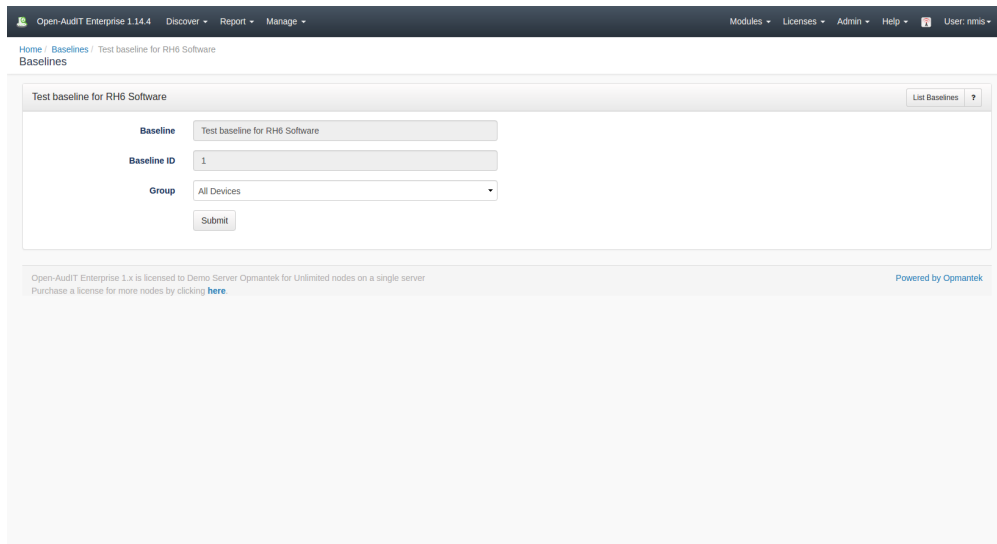 Open-AudIT Enterprise 1.14.4 Discover Report Manage Modules Licenses Admin Help User: nmis
Home / Baselines / Test baseline for RH6 Software
Baselines
Test baseline for RH6 Software List Baselines ?
Baseline Test baseline for RH6 Software
Baseline ID 1
Group All Devices
Submit
Open-AudIT Enterprise 1.x is licensed to Demo Server Opmantek for Unlimited nodes on a single server Powered by Opmantek
Purchase a license for more nodes by clicking here.